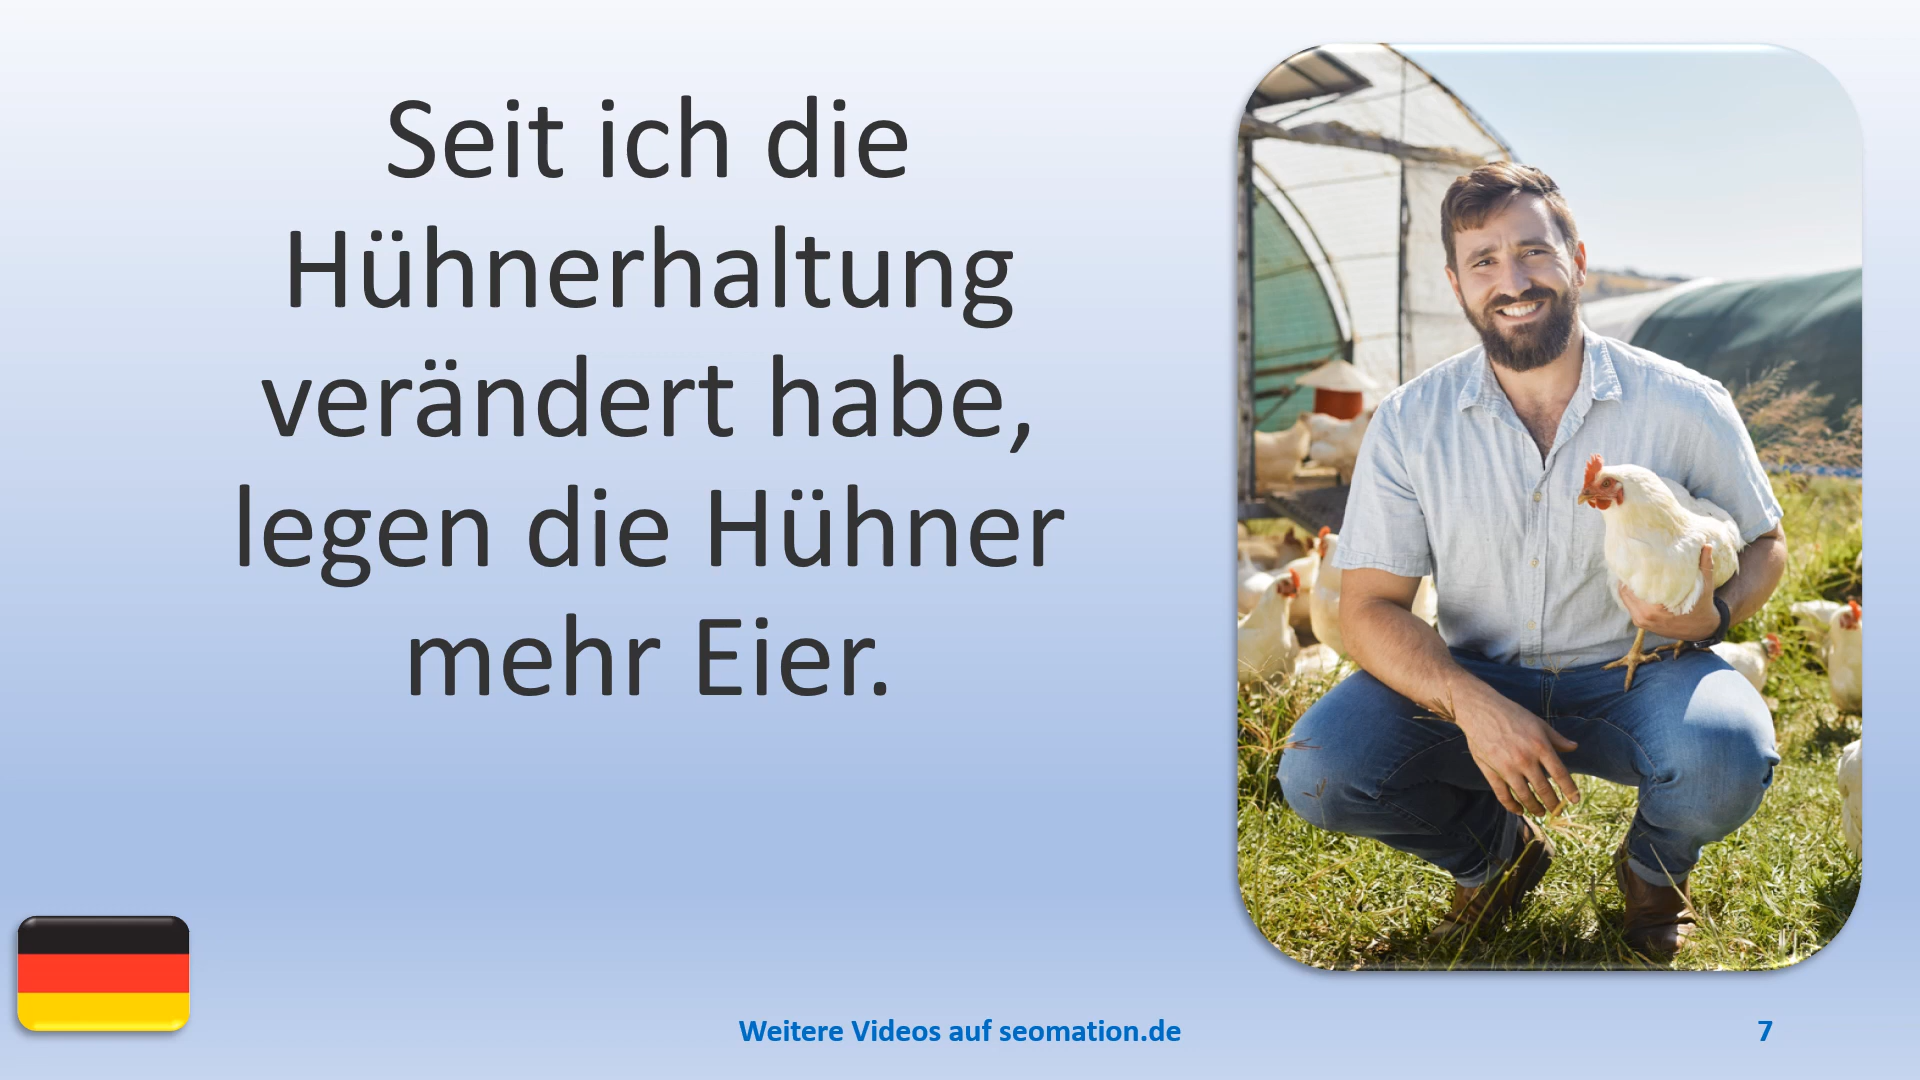 Seit ich die
Hühnerhaltung
verändert habe,
legen die Hühner
mehr Eier.
Weitere Videos auf seomation.de
7